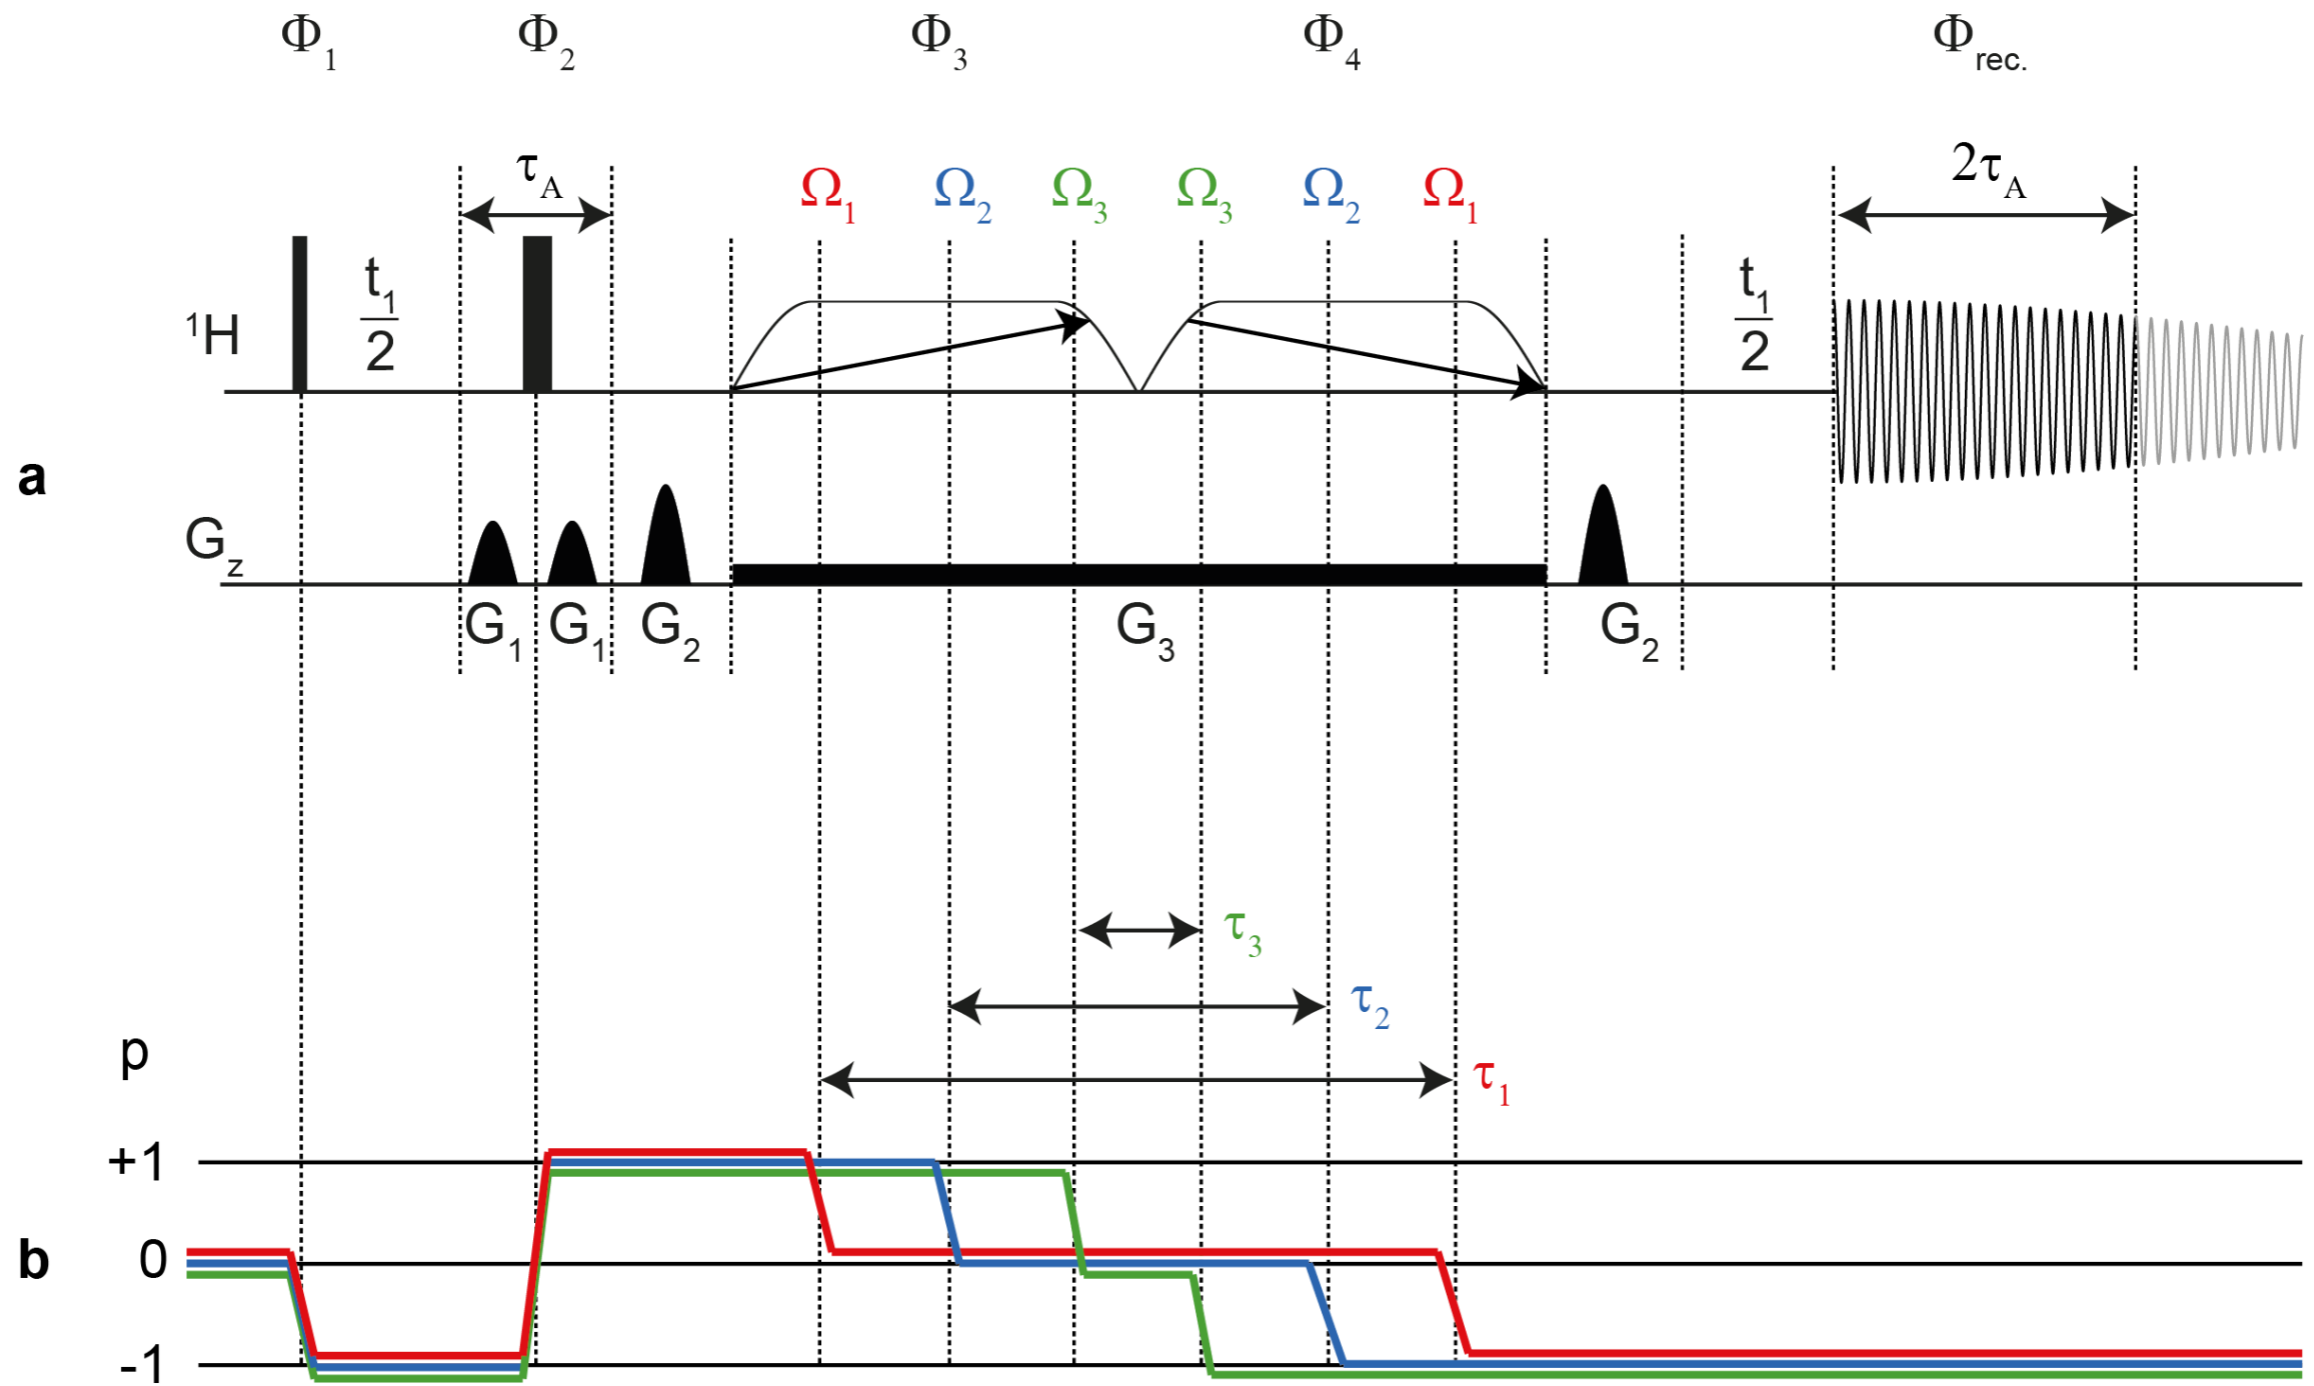 Φ₁ Φ₂ Φ₃ Φ₄ Φrec.
τA Ω₁ Ω₂ Ω₃ Ω₃ Ω₂ Ω₁ 2τA
¹H t₁/2 t₁/2
a
Gz
G₁ G₁ G₂ G₃ G₂
τ₃
τ₂
τ₁
p
+1
b 0
-1